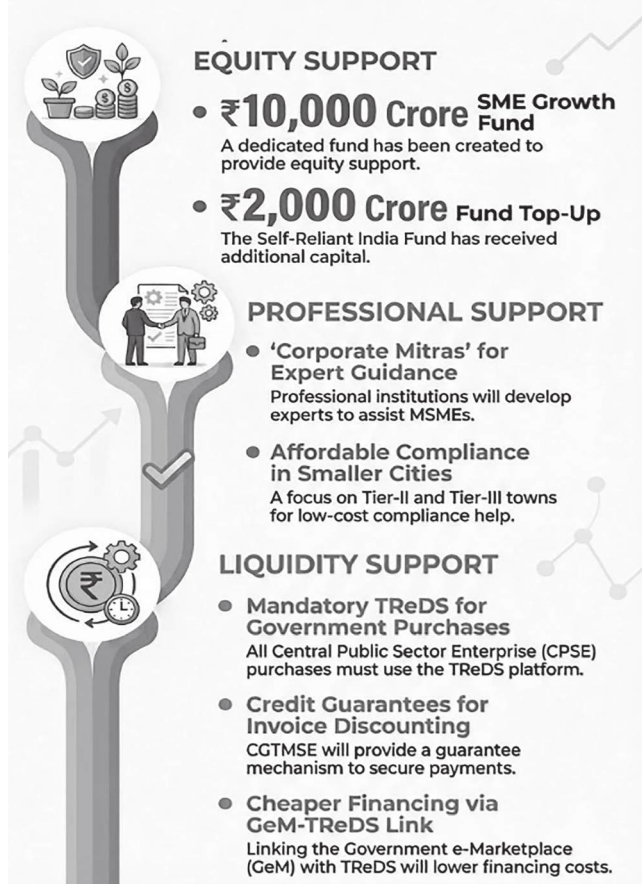 EQUITY SUPPORT
• ₹10,000 Crore SME Growth Fund
A dedicated fund has been created to
provide equity support.
• ₹2,000 Crore Fund Top-Up
The Self-Reliant India Fund has received
additional capital.
PROFESSIONAL SUPPORT
• ‘Corporate Mitras’ for
Expert Guidance
Professional institutions will develop
experts to assist MSMEs.
• Affordable Compliance
in Smaller Cities
A focus on Tier-II and Tier-III towns
for low-cost compliance help.
₹
LIQUIDITY SUPPORT
• Mandatory TReDS for
Government Purchases
All Central Public Sector Enterprise (CPSE)
purchases must use the TReDS platform.
• Credit Guarantees for
Invoice Discounting
CGTMSE will provide a guarantee
mechanism to secure payments.
• Cheaper Financing via
GeM-TReDS Link
Linking the Government e-Marketplace
(GeM) with TReDS will lower financing costs.